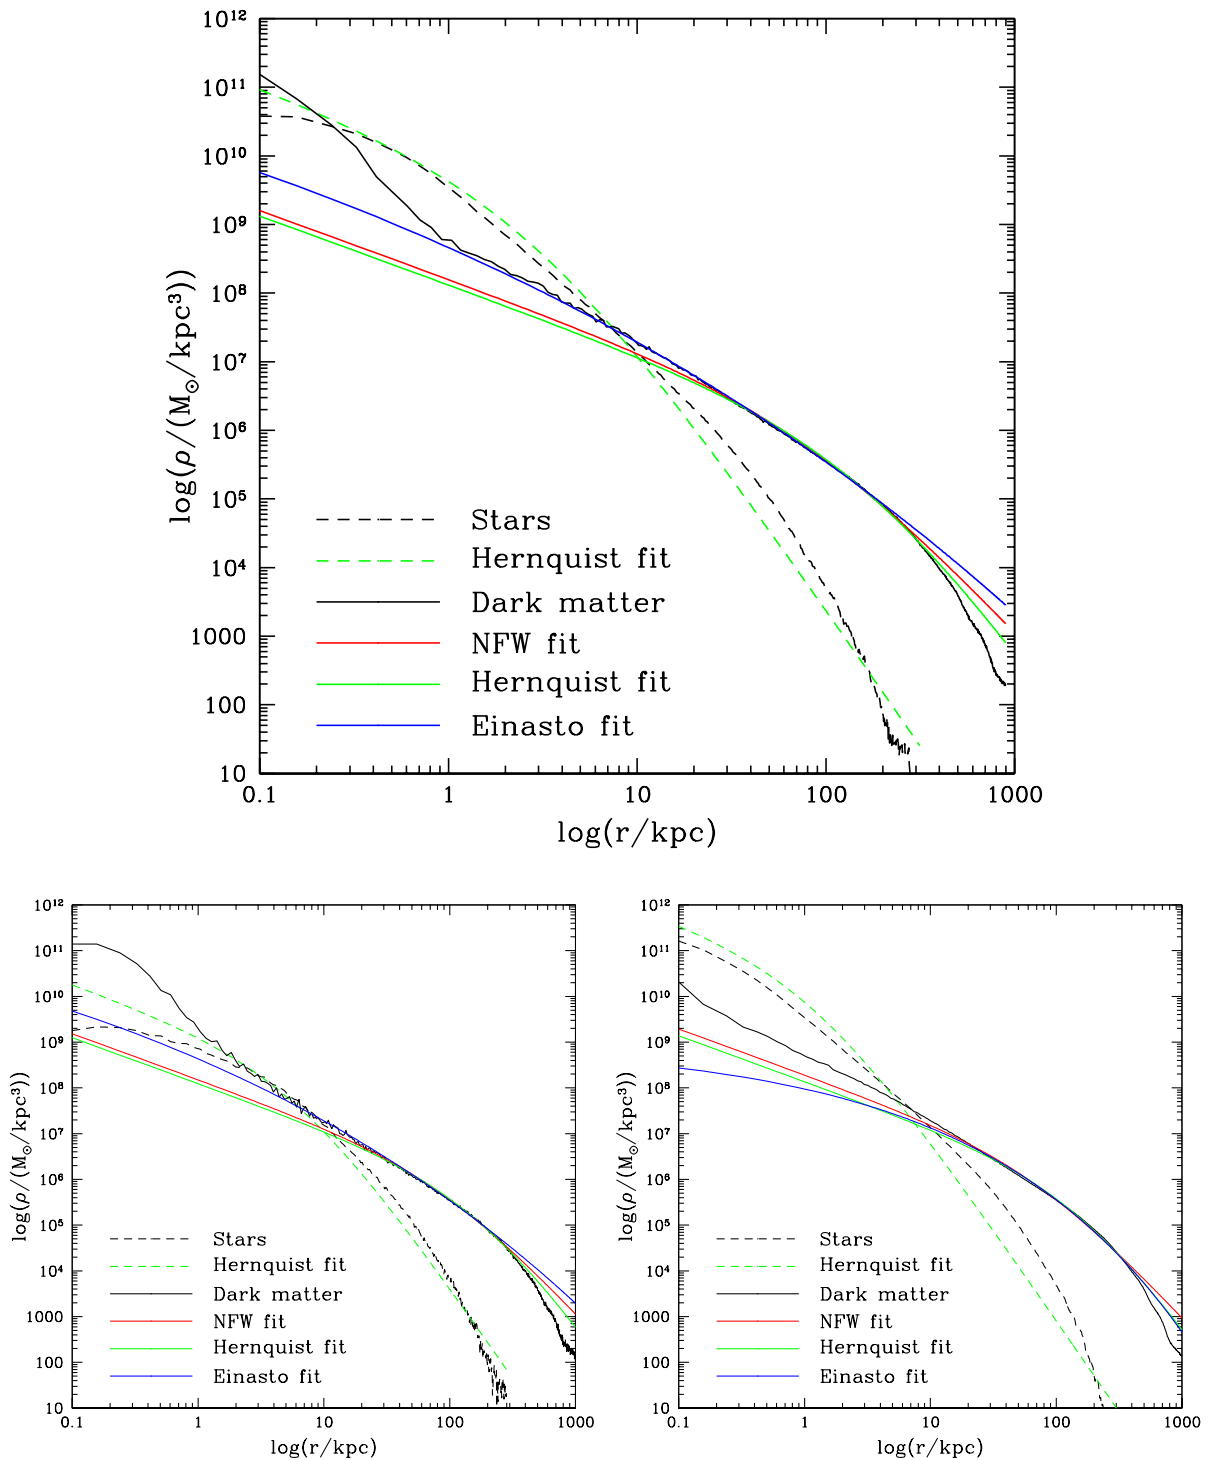 10¹²
10¹¹
10¹⁰
10⁹
10⁸
10⁷
10⁶
10⁵
10⁴
1000
100
10
log(ρ/(M☉/kpc³))
Stars
Hernquist fit
Dark matter
NFW fit
Hernquist fit
Einasto fit
0.1 1 10 100 1000
log(r/kpc)
10¹²
10¹¹
10¹⁰
10⁹
10⁸
10⁷
10⁶
10⁵
10⁴
1000
100
10
log(ρ/(M☉/kpc³))
Stars
Hernquist fit
Dark matter
NFW fit
Hernquist fit
Einasto fit
0.1 1 10 100 1000
log(r/kpc)
10¹²
10¹¹
10¹⁰
10⁹
10⁸
10⁷
10⁶
10⁵
10⁴
1000
100
10
log(ρ/(M☉/kpc³))
Stars
Hernquist fit
Dark matter
NFW fit
Hernquist fit
Einasto fit
0.1 1 10 100 1000
log(r/kpc)